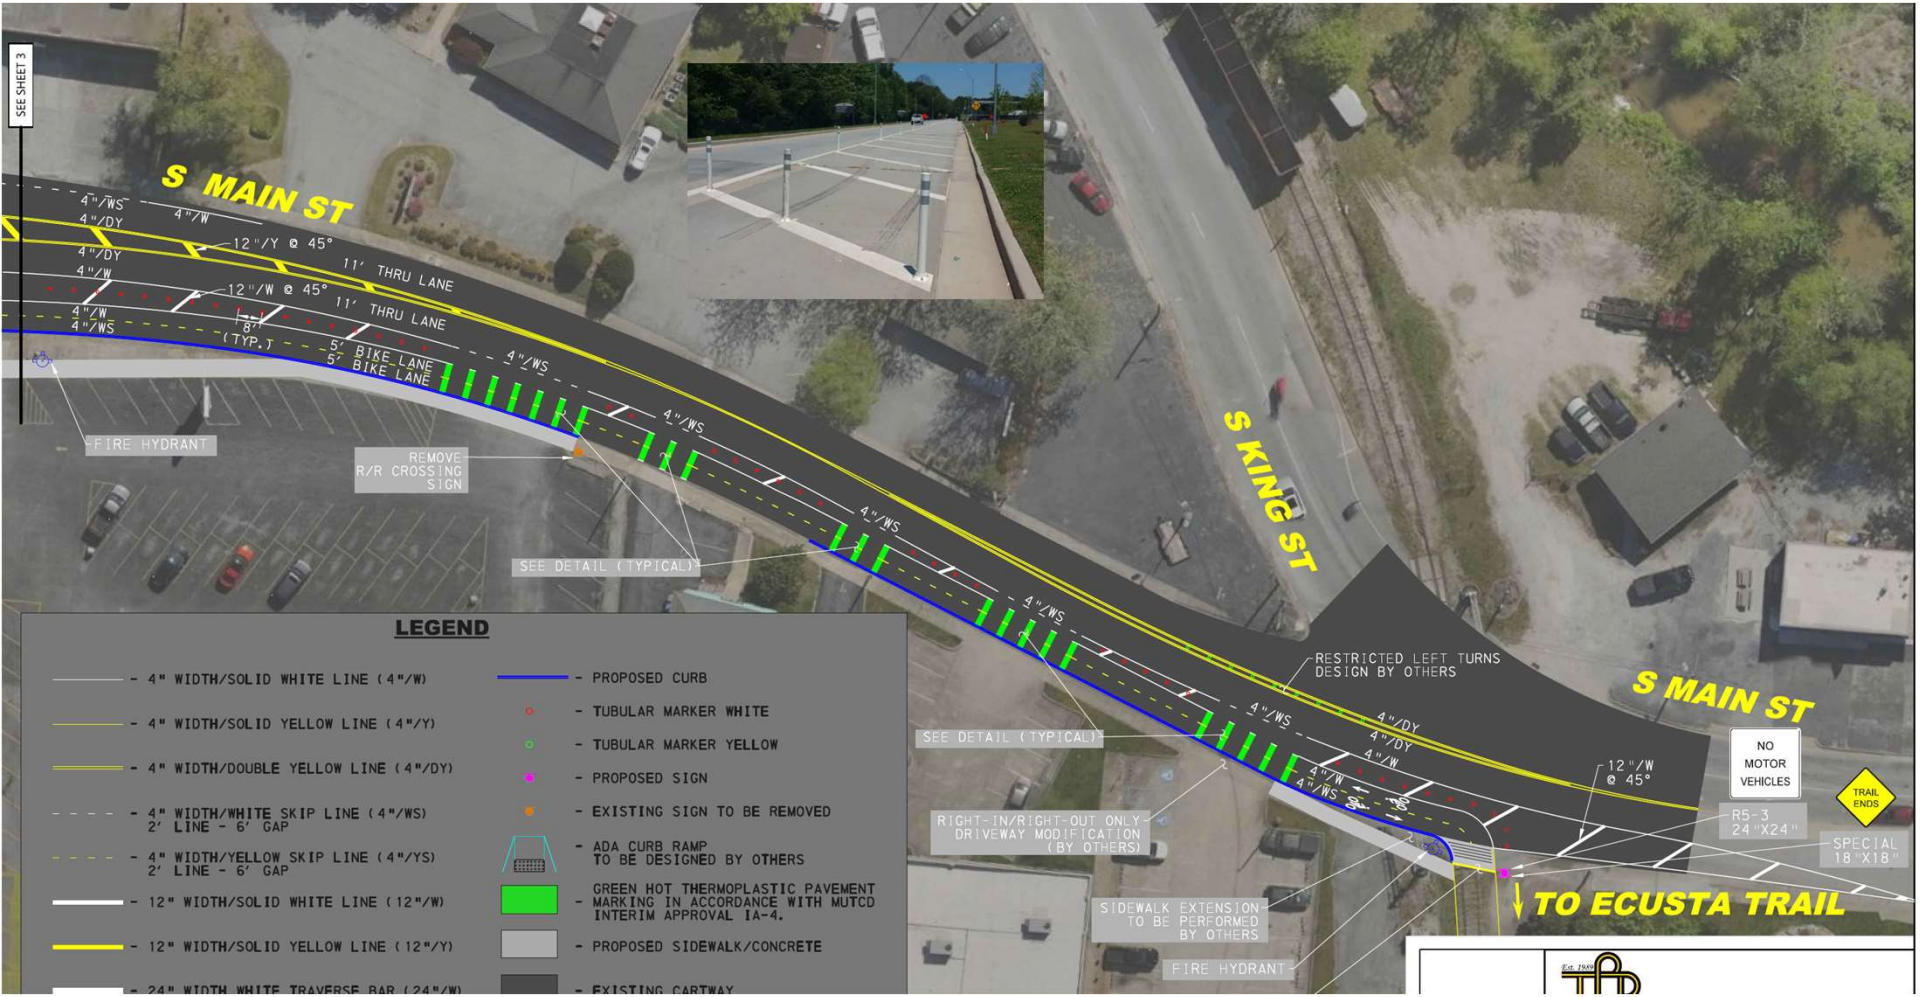 SEE SHEET 3
S MAIN ST
4"/WS
4"/W
4"/DY
12"/Y @ 45°
4"/DY
11' THRU LANE
4"/W
12"/W @ 45°
11' THRU LANE
4"/W
4"/WS
8'
(TYP.)
5' BIKE LANE
5' BIKE LANE
4"/WS
4"/WS
4"/WS
4"/WS
4"/WS
FIRE HYDRANT
REMOVE
R/R CROSSING
SIGN
SEE DETAIL (TYPICAL)
S KING ST
RESTRICTED LEFT TURNS
DESIGN BY OTHERS
4"/DY
4"/DY
4"/W
4"/W
4"/WS
SEE DETAIL (TYPICAL)
RIGHT-IN/RIGHT-OUT ONLY
DRIVEWAY MODIFICATION
(BY OTHERS)
S MAIN ST
12"/W
@ 45°
NO
MOTOR
VEHICLES
R5-3
24"X24"
TRAIL
ENDS
SPECIAL
18"X18"
TO ECUSTA TRAIL
SIDEWALK EXTENSION
TO BE PERFORMED
BY OTHERS
FIRE HYDRANT
Est. 1989
LEGEND
- 4" WIDTH/SOLID WHITE LINE (4"/W)
- 4" WIDTH/SOLID YELLOW LINE (4"/Y)
- 4" WIDTH/DOUBLE YELLOW LINE (4"/DY)
- 4" WIDTH/WHITE SKIP LINE (4"/WS)
2' LINE - 6' GAP
- 4" WIDTH/YELLOW SKIP LINE (4"/YS)
2' LINE - 6' GAP
- 12" WIDTH/SOLID WHITE LINE (12"/W)
- 12" WIDTH/SOLID YELLOW LINE (12"/Y)
- 24" WIDTH WHITE TRAVERSE BAR (24"/W)
- PROPOSED CURB
- TUBULAR MARKER WHITE
- TUBULAR MARKER YELLOW
- PROPOSED SIGN
- EXISTING SIGN TO BE REMOVED
- ADA CURB RAMP
TO BE DESIGNED BY OTHERS
GREEN HOT THERMOPLASTIC PAVEMENT
- MARKING IN ACCORDANCE WITH MUTCD
INTERIM APPROVAL IA-4.
- PROPOSED SIDEWALK/CONCRETE
- EXISTING CARTWAY